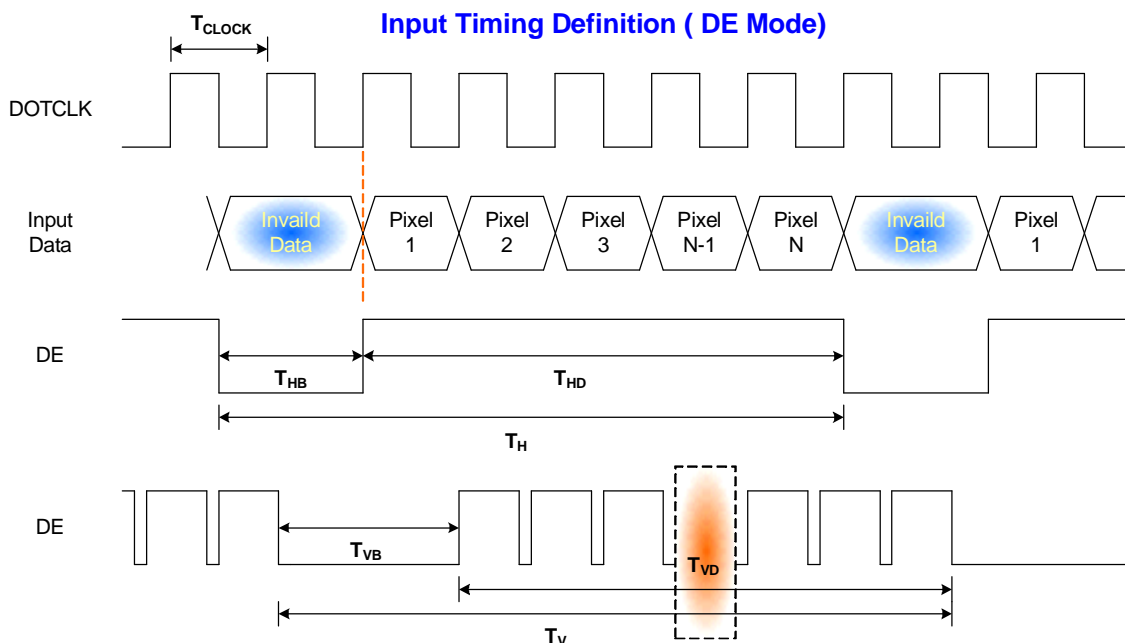 Input Timing Definition ( DE Mode)
TCLOCK
DOTCLK
Input
Data
Invaild
Data
Pixel
1
Pixel
2
Pixel
3
Pixel
N-1
Pixel
N
Invaild
Data
Pixel
1
DE
THB
THD
TH
DE
TVB
TVD
TV